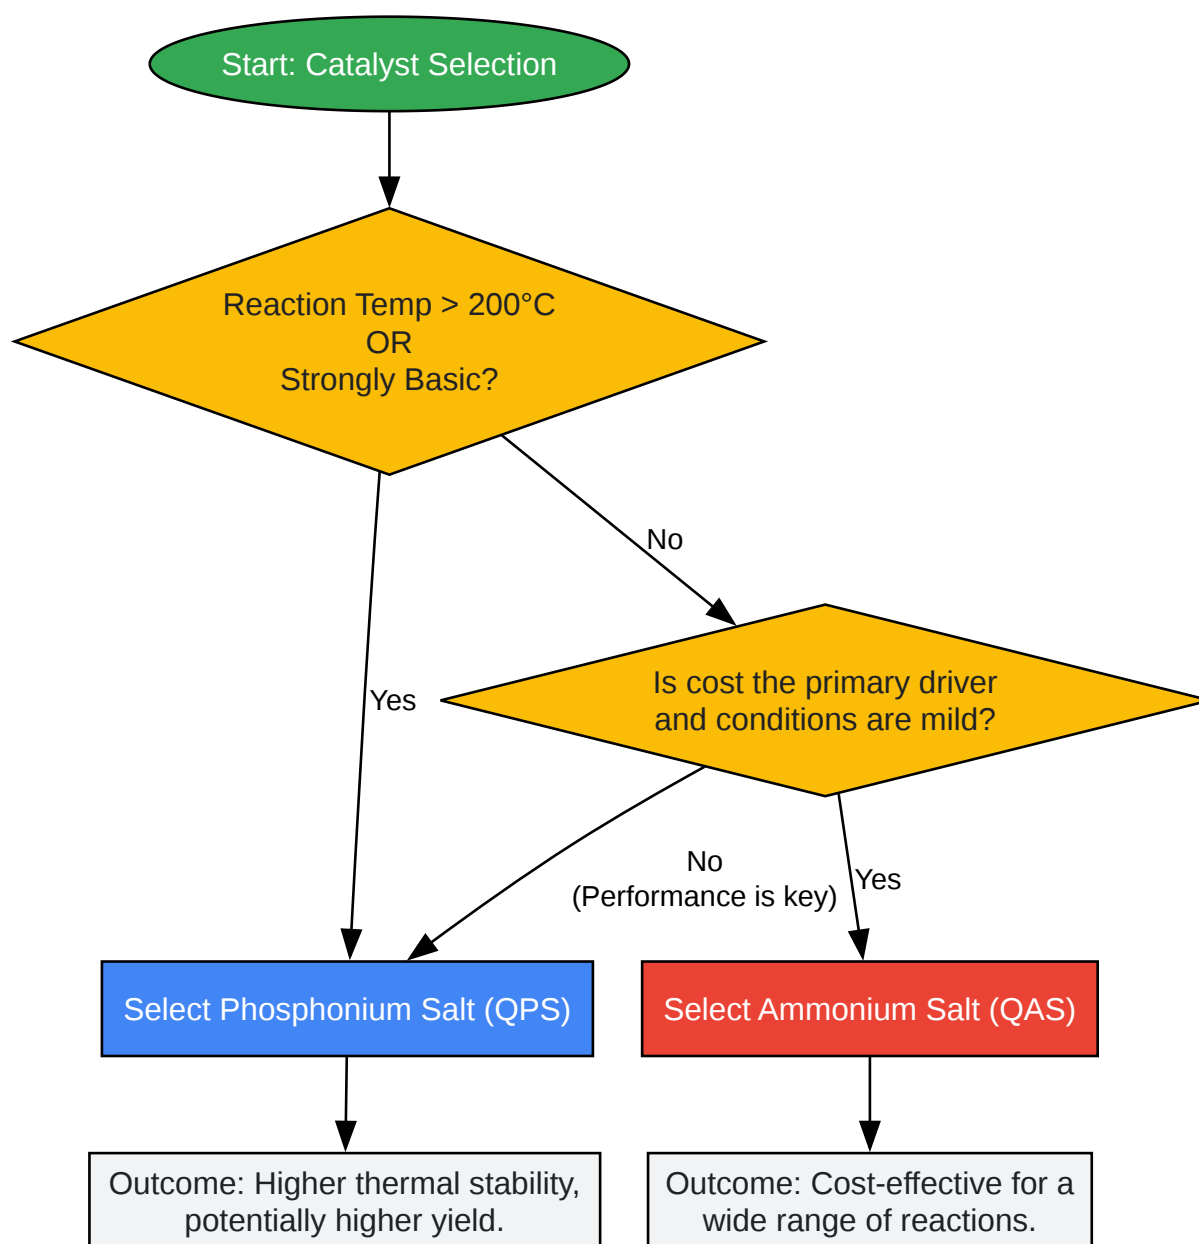 Start: Catalyst Selection
Reaction Temp > 200°C
OR
Strongly Basic?
No
Is cost the primary driver
and conditions are mild?
Yes
No
(Performance is key)
Yes
Select Phosphonium Salt (QPS)
Select Ammonium Salt (QAS)
Outcome: Higher thermal stability,
potentially higher yield.
Outcome: Cost-effective for a
wide range of reactions.